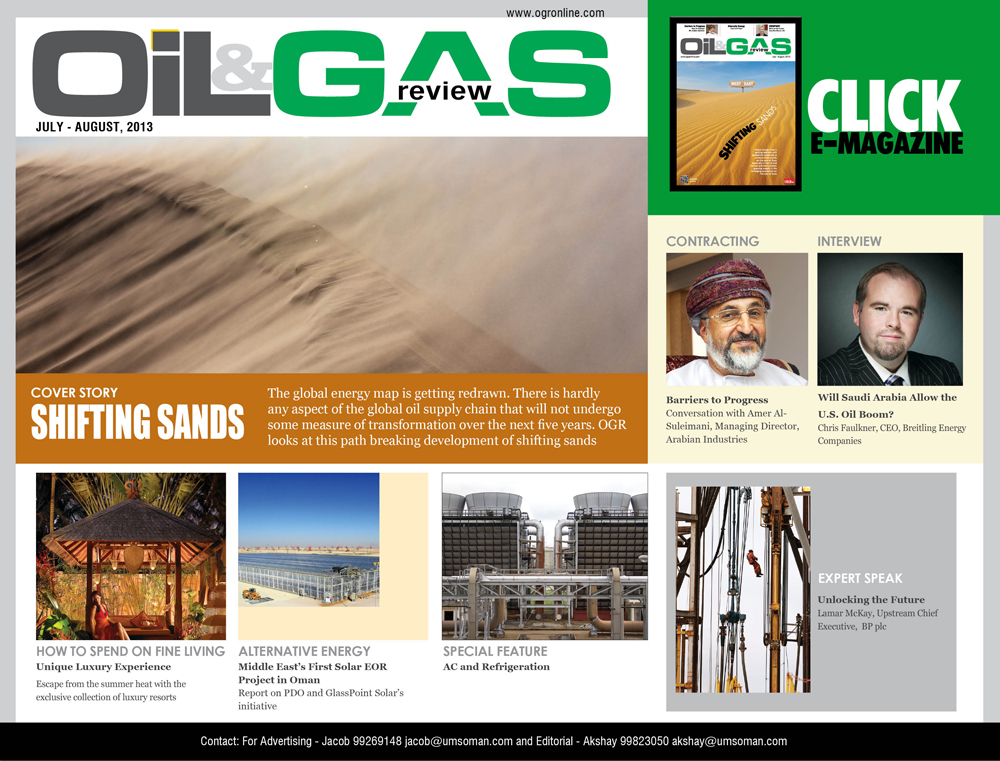 www.ogronline.com
OiL&GAS
review
JULY - AUGUST, 2013
OiL&GAS
review
WEST EAST
SHIFTING SANDS
CLICK
E-MAGAZINE
COVER STORY
SHIFTING SANDS
The global energy map is getting redrawn. There is hardly
any aspect of the global oil supply chain that will not undergo
some measure of transformation over the next five years. OGR
looks at this path breaking development of shifting sands
CONTRACTING
Barriers to Progress
Conversation with Amer Al-
Suleimani, Managing Director,
Arabian Industries
INTERVIEW
Will Saudi Arabia Allow the
U.S. Oil Boom?
Chris Faulkner, CEO, Breitling Energy
Companies
HOW TO SPEND ON FINE LIVING
Unique Luxury Experience
Escape from the summer heat with the
exclusive collection of luxury resorts
ALTERNATIVE ENERGY
Middle East's First Solar EOR
Project in Oman
Report on PDO and GlassPoint Solar's
initiative
SPECIAL FEATURE
AC and Refrigeration
EXPERT SPEAK
Unlocking the Future
Lamar McKay, Upstream Chief
Executive, BP plc
Contact: For Advertising - Jacob 99269148 jacob@umsoman.com and Editorial - Akshay 99823050 akshay@umsoman.com